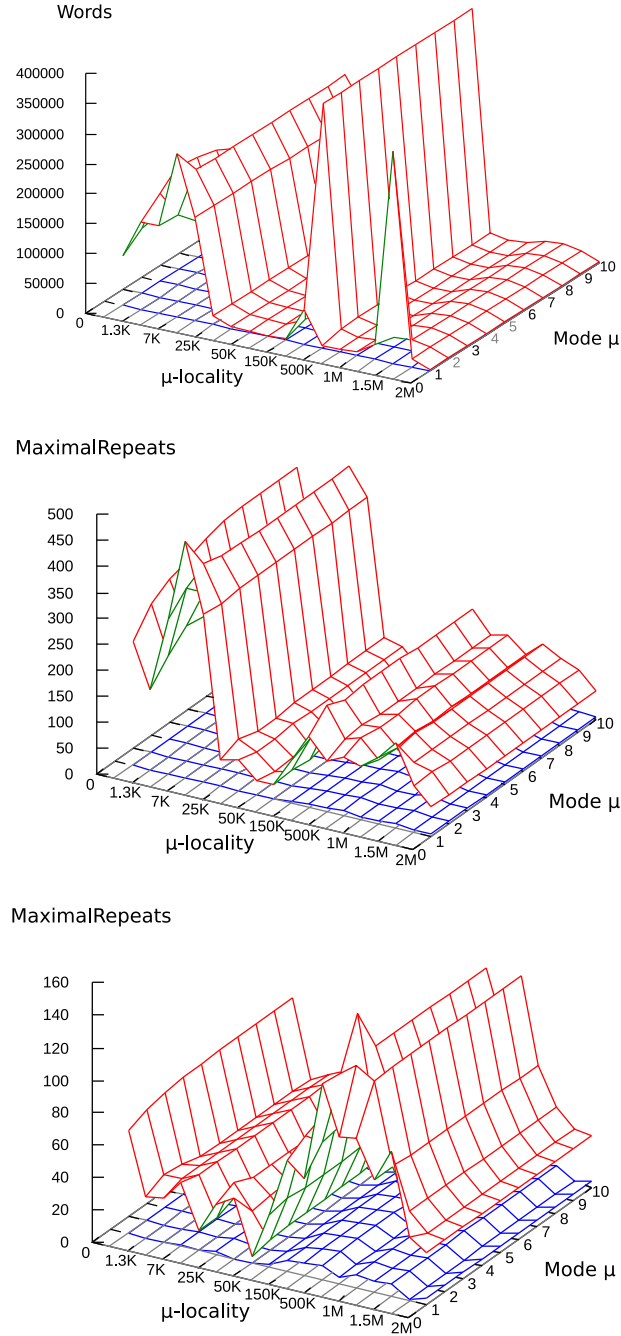 Words
400000
350000
300000
250000
200000
150000
100000
50000
0
0
1.3K
7K
25K
50K
150K
500K
1M
1.5M
2M
μ-locality
0
1
2
3
4
5
6
7
8
9
10
Mode μ
MaximalRepeats
500
450
400
350
300
250
200
150
100
50
0
0
1.3K
7K
25K
50K
150K
500K
1M
1.5M
2M
μ-locality
0
1
2
3
4
5
6
7
8
9
10
Mode μ
MaximalRepeats
160
140
120
100
80
60
40
20
0
0
1.3K
7K
25K
50K
150K
500K
1M
1.5M
2M
μ-locality
0
1
2
3
4
5
6
7
8
9
10
Mode μ